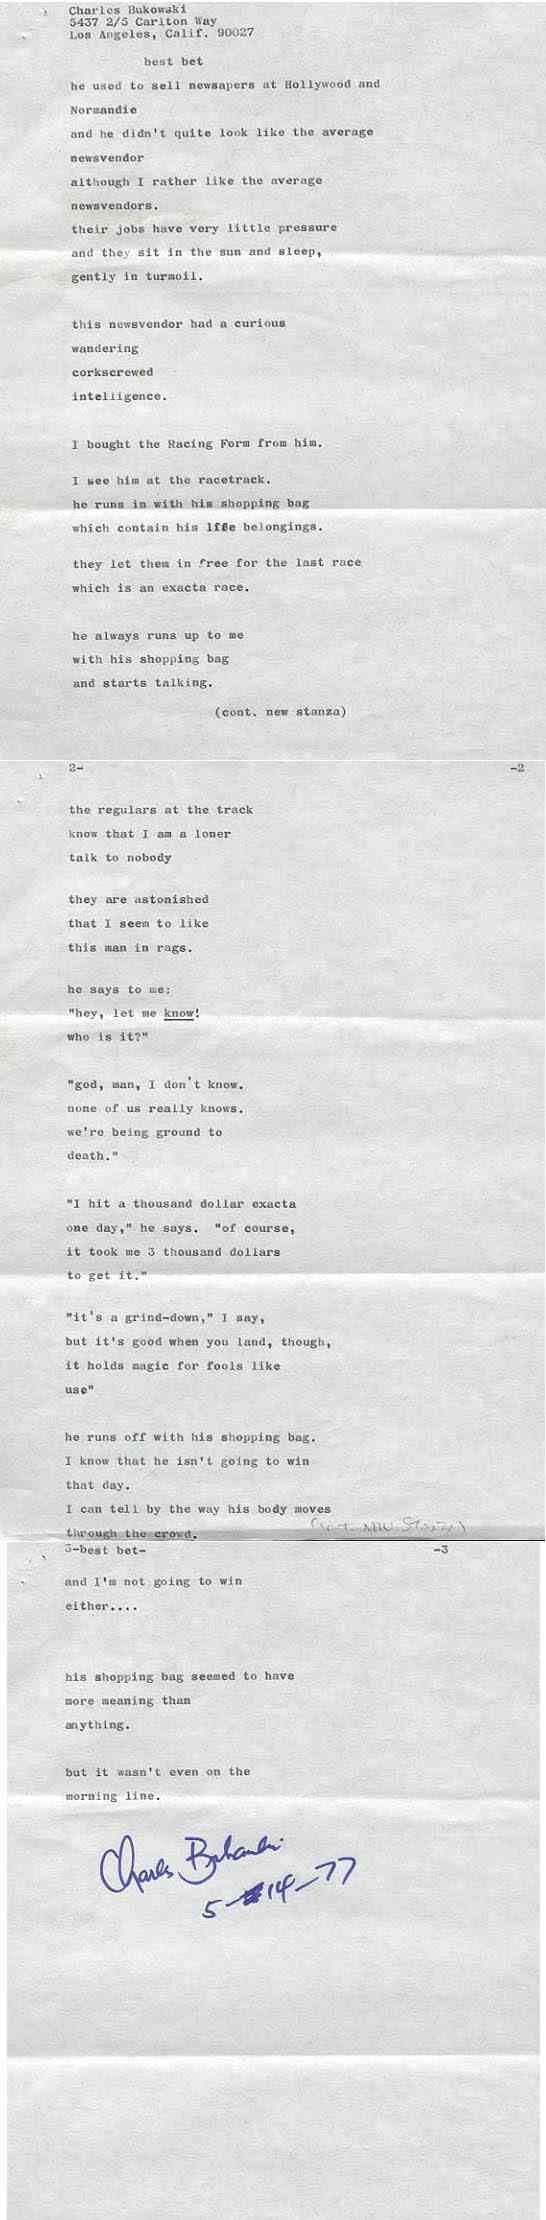 Charles Bukowski
5437 2/5 Carlton Way
Los Angeles, Calif. 90027
best bet
he used to sell newsapers at Hollywood and
Normandie
and he didn't quite look like the average
newsvendor
although I rather like the average
newsvendors.
their jobs have very little pressure
and they sit in the sun and sleep,
gently in turmoil.
this newsvendor had a curious
wandering
corkscrewed
intelligence.
I bought the Racing Form from him.
I see him at the racetrack.
he runs in with his shopping bag
which contain his life belongings.
they let them in free for the last race
which is an exacta race.
he always runs up to me
with his shopping bag
and starts talking.
(cont. new stanza)
2- -2
the regulars at the track
know that I am a loner
talk to nobody
they are astonished
that I seem to like
this man in rags.
he says to me:
"hey, let me know!
who is it?"
"god, man, I don't know.
none of us really knows.
we're being ground to
death."
"I hit a thousand dollar exacta
one day," he says. "of course,
it took me 3 thousand dollars
to get it."
"it's a grind-down," I say,
but it's good when you land, though,
it holds magic for fools like
use"
he runs off with his shopping bag.
I know that he isn't going to win
that day.
I can tell by the way his body moves
through the crowd.
(cont. new stanza)
3-best bet- -3
and I'm not going to win
either....
his shopping bag seemed to have
more meaning than
anything.
but it wasn't even on the
morning line.
Charles Bukowski
5-14-77